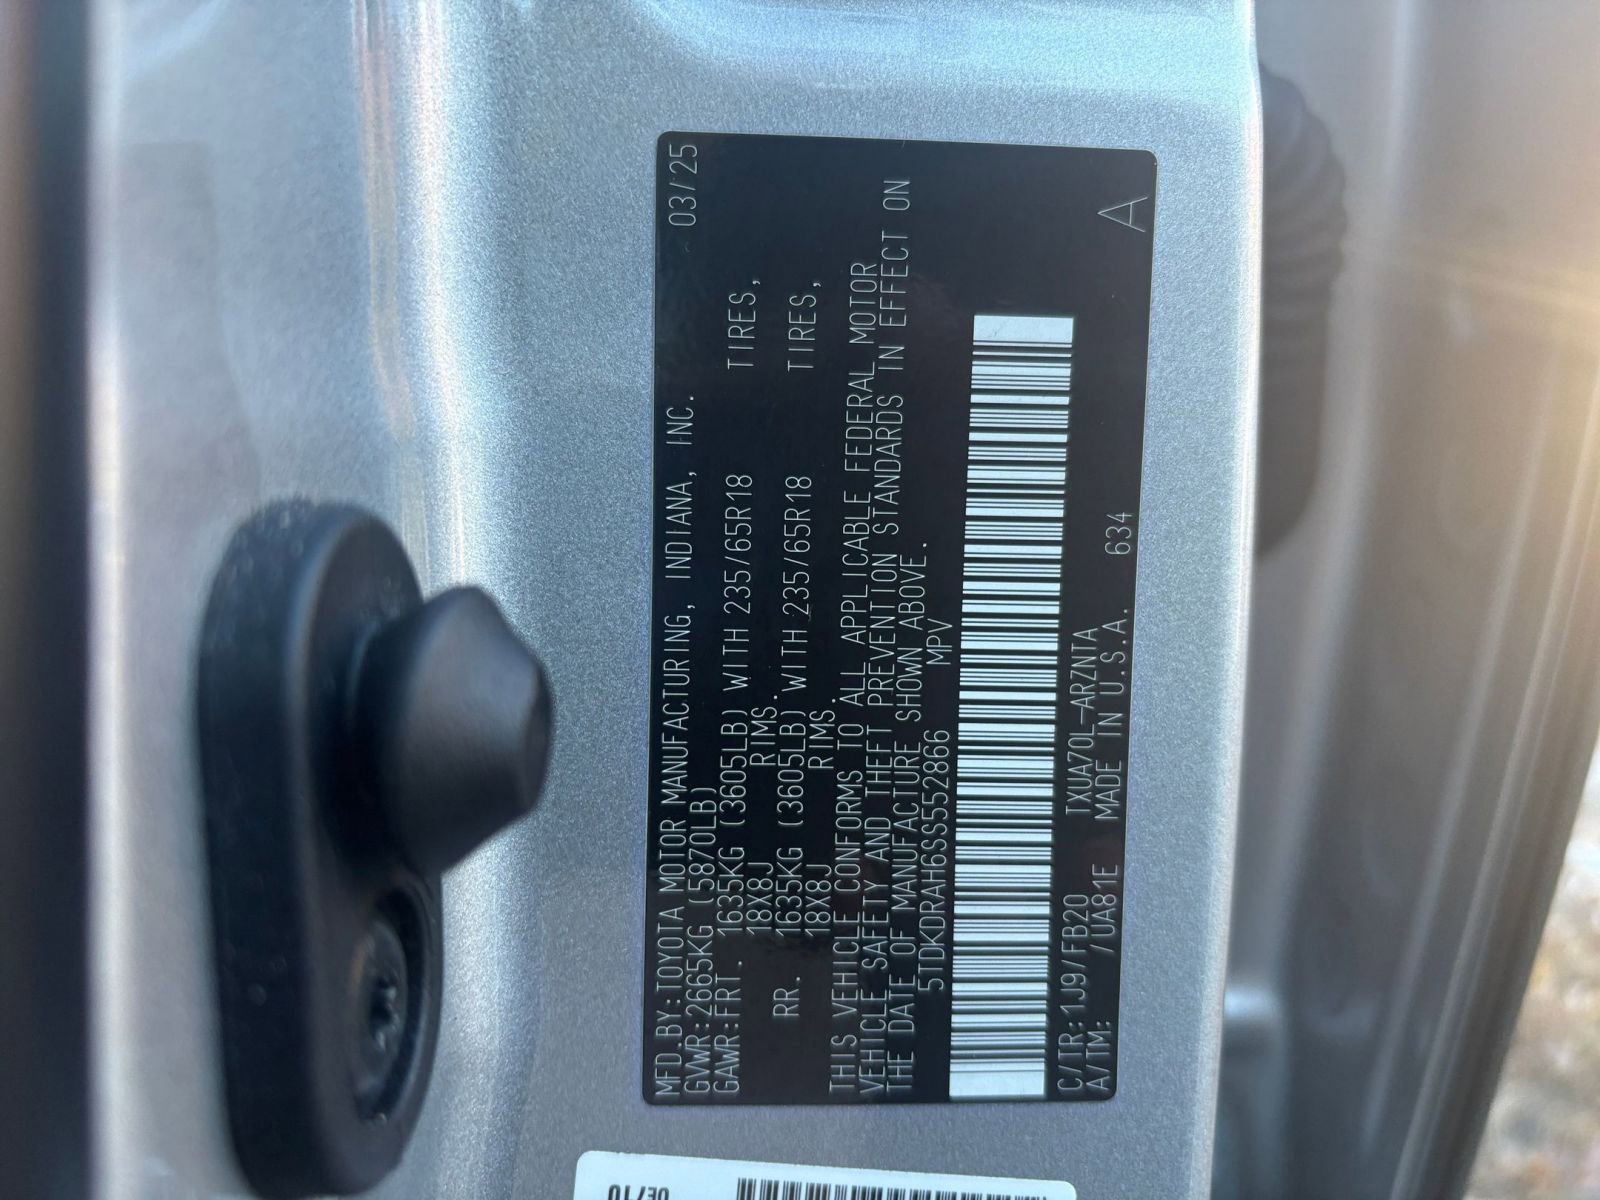 MFD.BY:TOYOTA MOTOR MANUFACTURING, INDIANA, INC. 03/25
GVWR:2665KG(5870LB)
GAWR:FRT. 1635KG (3605LB) WITH 235/65R18 TIRES,
18X8J RIMS.
RR. 1635KG (3605LB) WITH 235/65R18 TIRES,
18X8J RIMS.
THIS VEHICLE CONFORMS TO ALL APPLICABLE FEDERAL MOTOR
VEHICLE SAFETY AND THEFT PREVENTION STANDARDS IN EFFECT ON
THE DATE OF MANUFACTURE SHOWN ABOVE.
5TDKDRAH6SS552866 MPV
C/TR:1J9/FB20 TXUA70L-ARZNTA
A/TM: /UA81E MADE IN U.S.A. 634 A